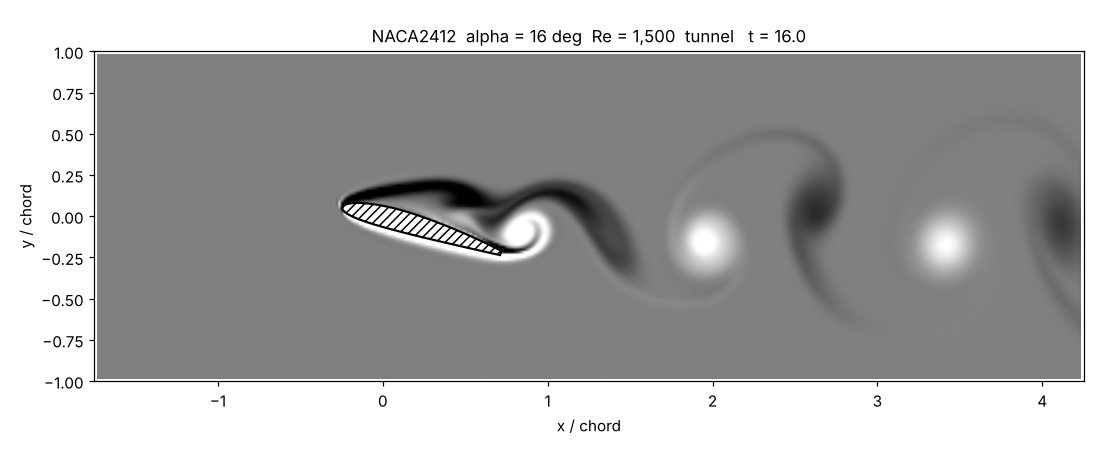 NACA2412 alpha = 16 deg Re = 1,500 tunnel t = 16.0
1.00
0.75
0.50
0.25
0.00
−0.25
−0.50
−0.75
−1.00
y / chord
−1 0 1 2 3 4
x / chord